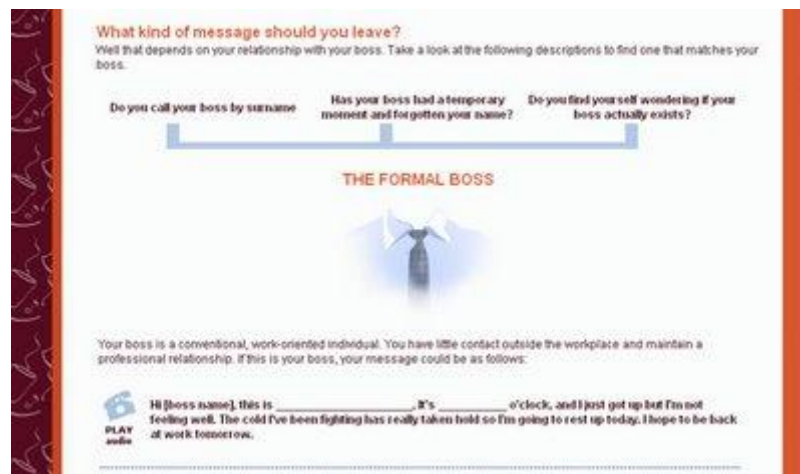 What kind of message should you leave?
Well that depends on your relationship with your boss. Take a look at the following descriptions to find one that matches your
boss.
Do you call your boss by surname
Has your boss had a temporary
moment and forgotten your name?
Do you find yourself wondering if your
boss actually exists?
THE FORMAL BOSS
Your boss is a conventional, work-oriented individual. You have little contact outside the workplace and maintain a
professional relationship. If this is your boss, your message could be as follows:
PLAY
audio
Hi [boss name], this is ____________________, it's __________ o'clock, and I just got up but I'm not
feeling well. The cold I've been fighting has really taken hold so I'm going to rest up today. I hope to be back
at work tomorrow.